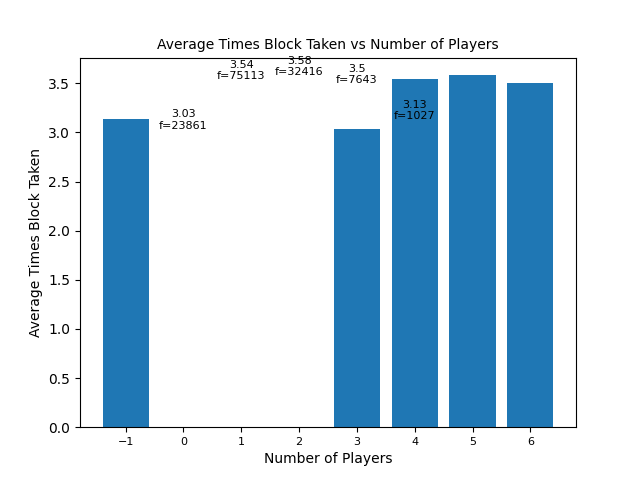 Average Times Block Taken vs Number of Players
Average Times Block Taken
3.5
3.0
2.5
2.0
1.5
1.0
0.5
0.0
3.03
f=23861
3.54
f=75113
3.58
f=32416
3.5
f=7643
3.13
f=1027
−1 0 1 2 3 4 5 6
Number of Players